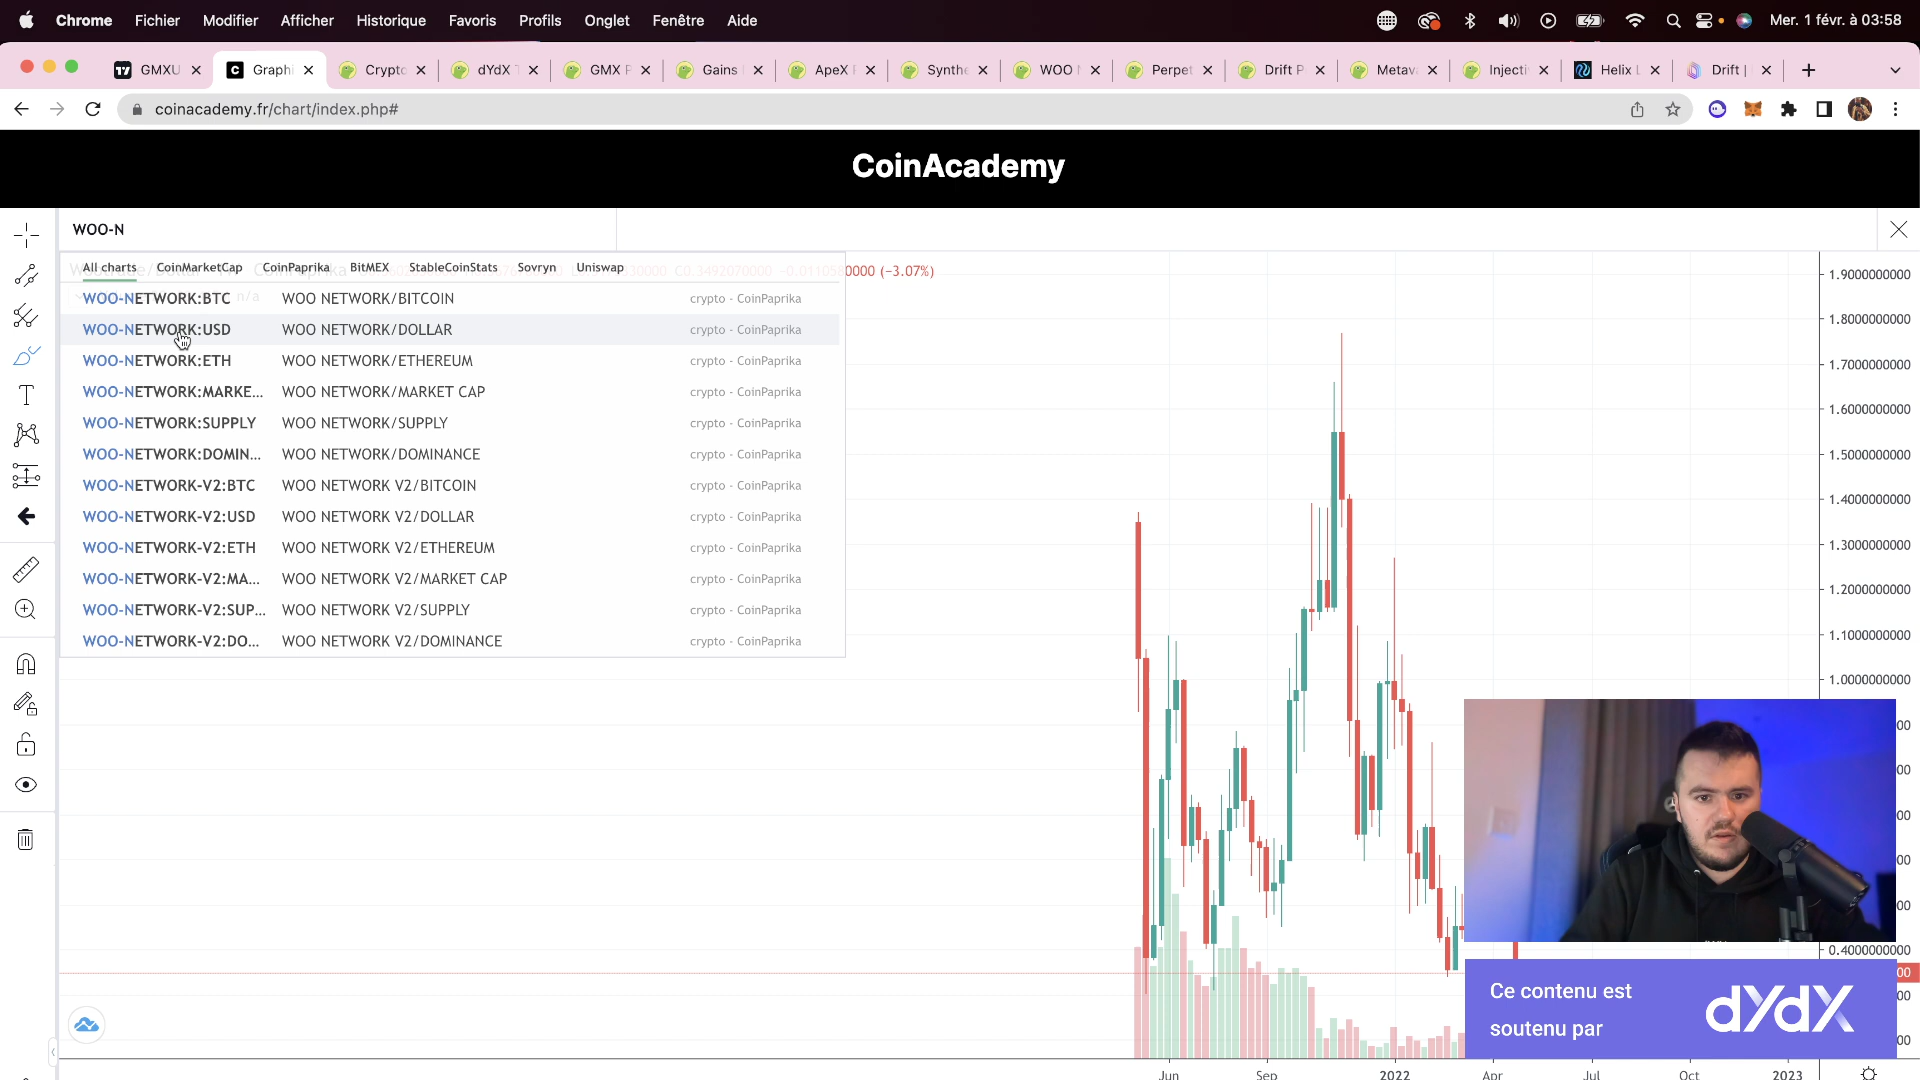 Chrome Fichier Modifier Afficher Historique Favoris Profils Onglet Fenêtre Aide Mer. 1 févr. à 03:58
GMXU Graphi Crypto dYdX T GMX P Gains ApeX Synthe WOO Perpet Drift P Metava Injecti Helix L Drift |
coinacademy.fr/chart/index.php#
CoinAcademy
WOO-N
All charts CoinMarketCap CoinPaprika BitMEX StableCoinStats Sovryn Uniswap
0000 (−3.07%)
WOO-NETWORK:BTC WOO NETWORK/BITCOIN crypto - CoinPaprika
WOO-NETWORK:USD WOO NETWORK/DOLLAR crypto - CoinPaprika
WOO-NETWORK:ETH WOO NETWORK/ETHEREUM crypto - CoinPaprika
WOO-NETWORK:MARKE... WOO NETWORK/MARKET CAP crypto - CoinPaprika
WOO-NETWORK:SUPPLY WOO NETWORK/SUPPLY crypto - CoinPaprika
WOO-NETWORK:DOMIN... WOO NETWORK/DOMINANCE crypto - CoinPaprika
WOO-NETWORK-V2:BTC WOO NETWORK V2/BITCOIN crypto - CoinPaprika
WOO-NETWORK-V2:USD WOO NETWORK V2/DOLLAR crypto - CoinPaprika
WOO-NETWORK-V2:ETH WOO NETWORK V2/ETHEREUM crypto - CoinPaprika
WOO-NETWORK-V2:MA... WOO NETWORK V2/MARKET CAP crypto - CoinPaprika
WOO-NETWORK-V2:SUP... WOO NETWORK V2/SUPPLY crypto - CoinPaprika
WOO-NETWORK-V2:DO... WOO NETWORK V2/DOMINANCE crypto - CoinPaprika
1.9000000000
1.8000000000
1.7000000000
1.6000000000
1.5000000000
1.4000000000
1.3000000000
1.2000000000
1.1000000000
1.0000000000
0.4000000000
Ce contenu est
soutenu par
dYdX
Jun Sep 2022 Apr Jul Oct 2023